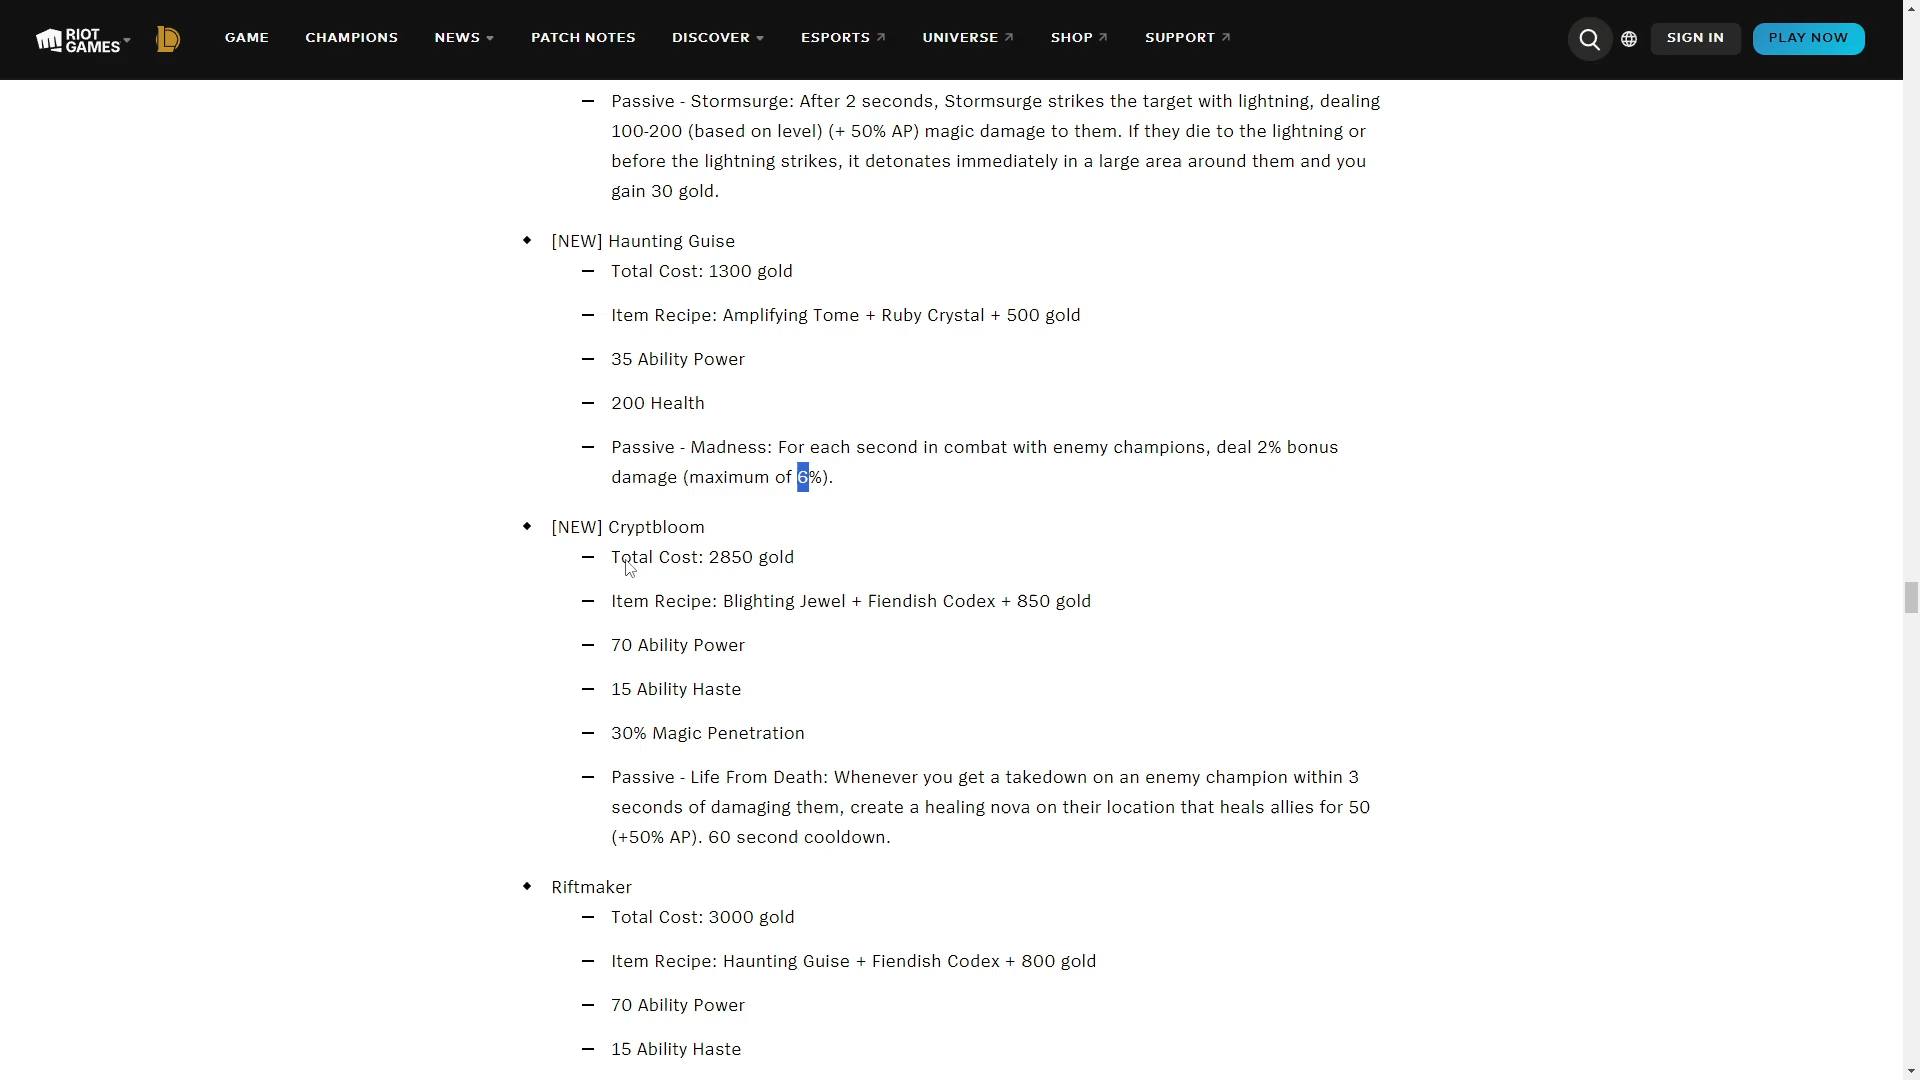 RIOT GAMES
GAME CHAMPIONS NEWS PATCH NOTES DISCOVER ESPORTS UNIVERSE SHOP SUPPORT SIGN IN PLAY NOW
Passive - Stormsurge: After 2 seconds, Stormsurge strikes the target with lightning, dealing
100-200 (based on level) (+ 50% AP) magic damage to them. If they die to the lightning or
before the lightning strikes, it detonates immediately in a large area around them and you
gain 30 gold.
[NEW] Haunting Guise
Total Cost: 1300 gold
Item Recipe: Amplifying Tome + Ruby Crystal + 500 gold
35 Ability Power
200 Health
Passive - Madness: For each second in combat with enemy champions, deal 2% bonus
damage (maximum of 6%).
[NEW] Cryptbloom
Total Cost: 2850 gold
Item Recipe: Blighting Jewel + Fiendish Codex + 850 gold
70 Ability Power
15 Ability Haste
30% Magic Penetration
Passive - Life From Death: Whenever you get a takedown on an enemy champion within 3
seconds of damaging them, create a healing nova on their location that heals allies for 50
(+50% AP). 60 second cooldown.
Riftmaker
Total Cost: 3000 gold
Item Recipe: Haunting Guise + Fiendish Codex + 800 gold
70 Ability Power
15 Ability Haste